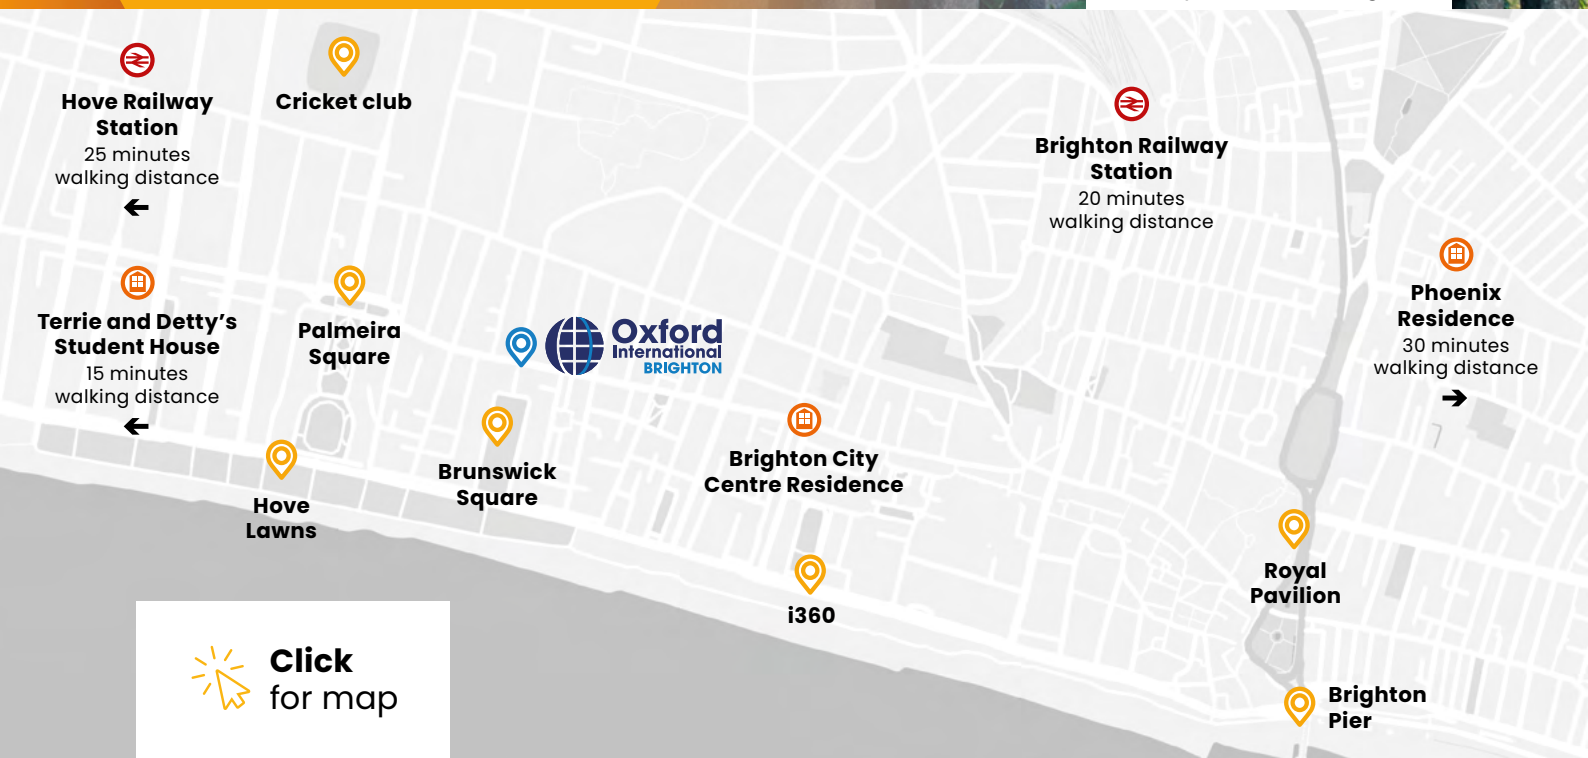 Hove Railway
Station
25 minutes
walking distance
Cricket club
Brighton Railway
Station
20 minutes
walking distance
Terrie and Detty's
Student House
15 minutes
walking distance
Palmeira
Square
Oxford
International
BRIGHTON
Phoenix
Residence
30 minutes
walking distance
Hove
Lawns
Brunswick
Square
Brighton City
Centre Residence
i360
Royal
Pavilion
Brighton
Pier
Click
for map